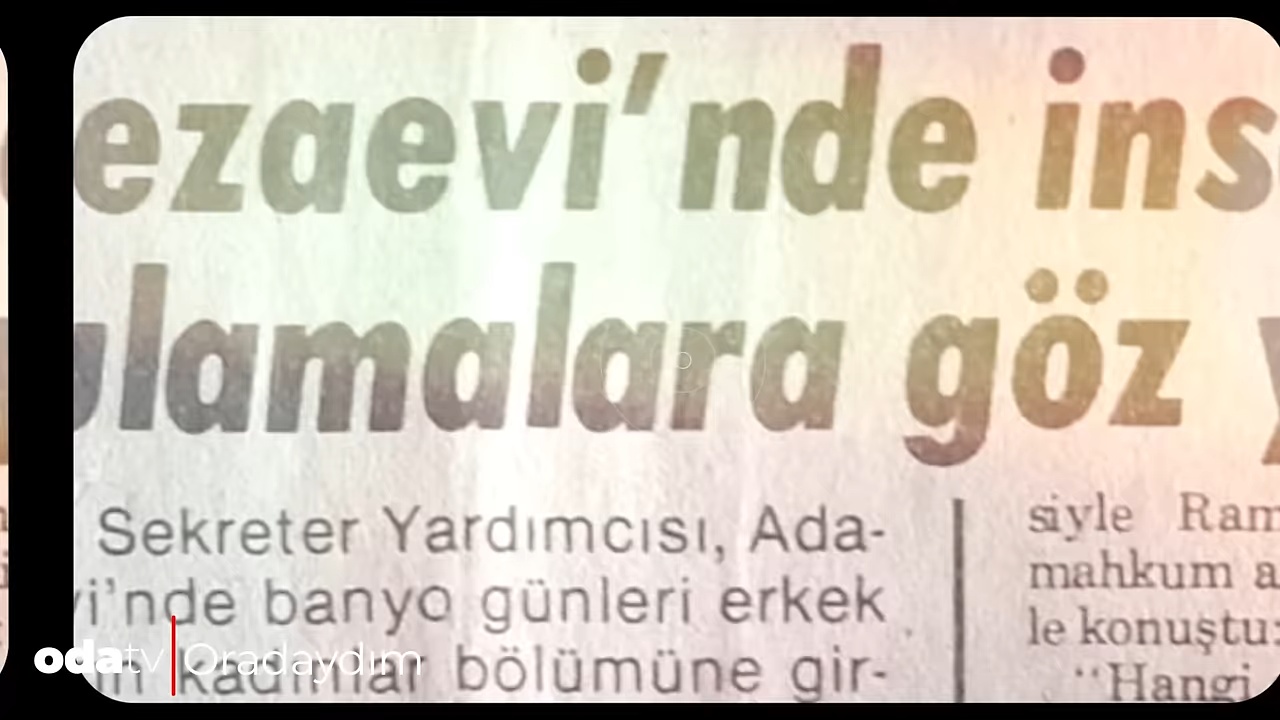 ezaevi'nde ins
ulamalara göz y
Sekreter Yardımcısı, Ada-
vi'nde banyo günleri erkek
kadınlar bölümüne gir-
siyle Ram
mahkum a
le konuştu:
"Hangi
odatv | Oradaydım